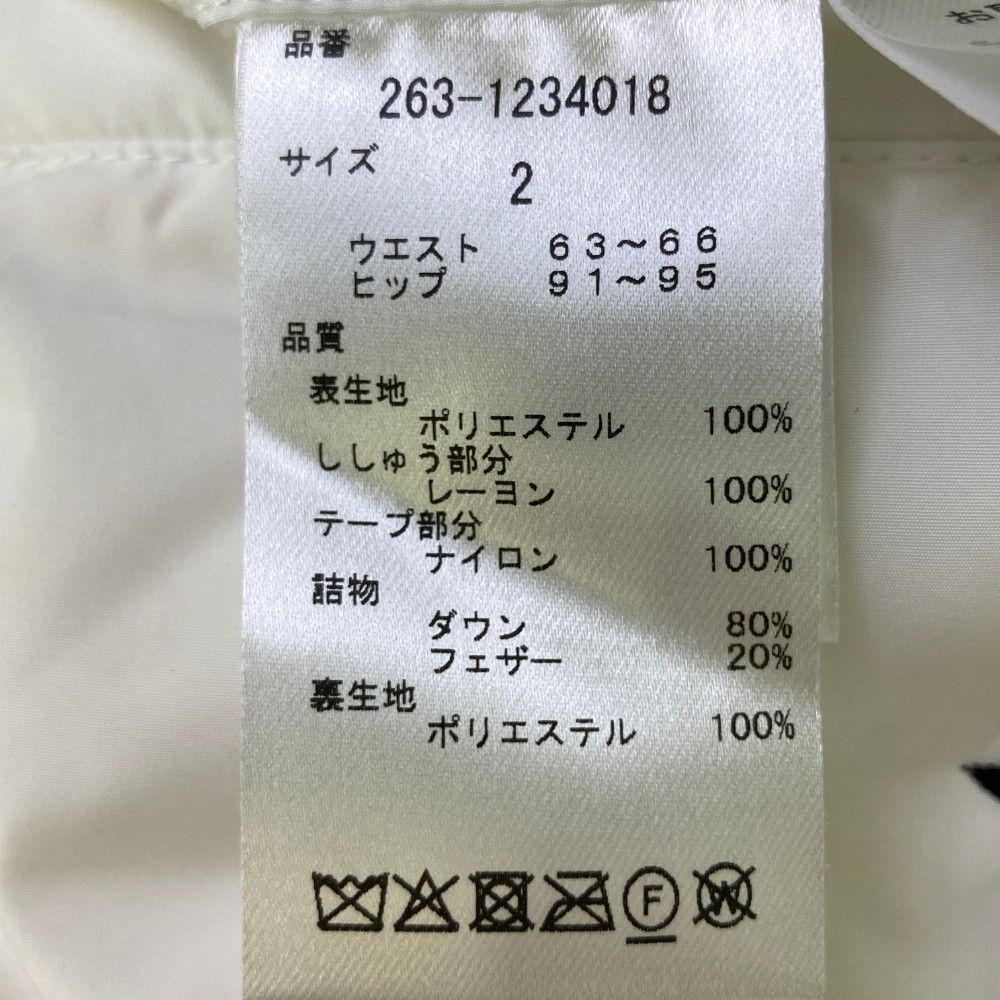 品番
263-1234018
サイズ
2
ウエスト 63～66
ヒップ 91～95
品質
表生地
ポリエステル 100%
ししゅう部分
レーヨン 100%
テープ部分
ナイロン 100%
詰物
ダウン 80%
フェザー 20%
裏生地
ポリエステル 100%
F W